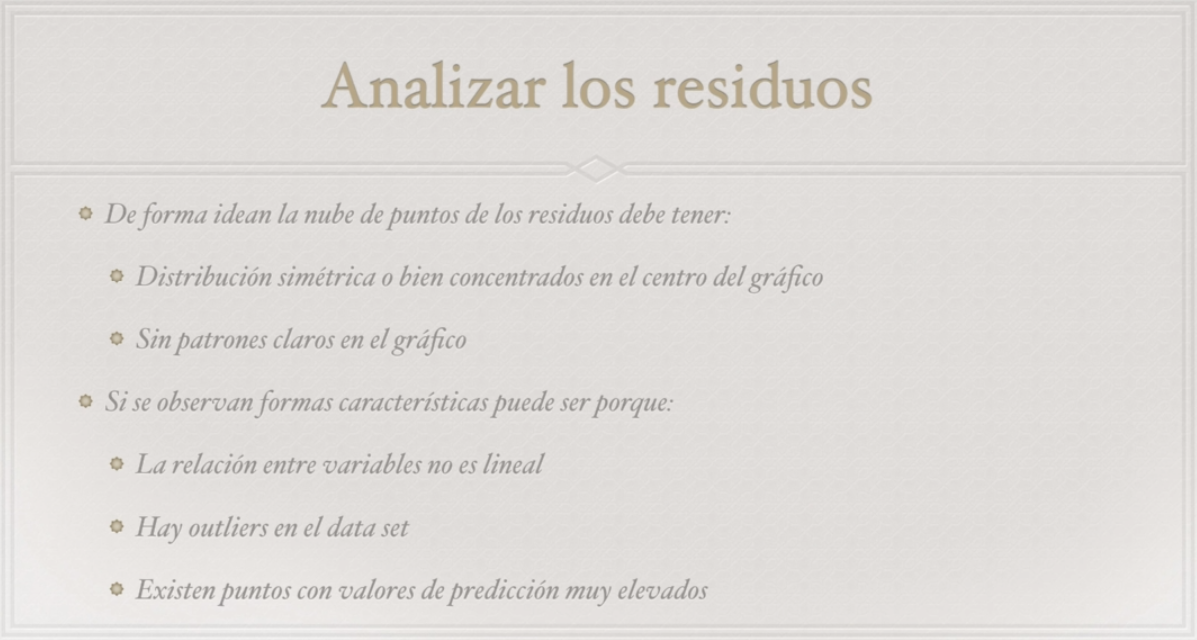 Analizar los residuos
De forma idean la nube de puntos de los residuos debe tener:
Distribución simétrica o bien concentrados en el centro del gráfico
Sin patrones claros en el gráfico
Si se observan formas características puede ser porque:
La relación entre variables no es lineal
Hay outliers en el data set
Existen puntos con valores de predicción muy elevados